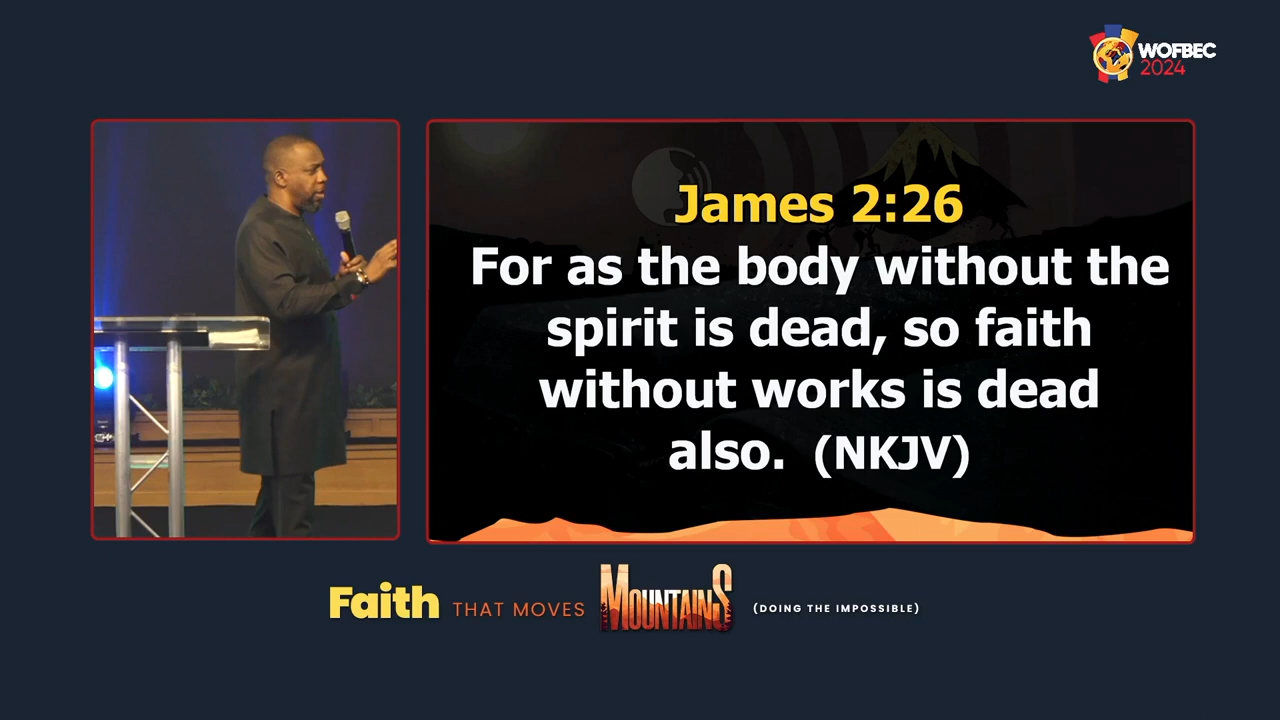 WOFBEC
2024
James 2:26
For as the body without the
spirit is dead, so faith
without works is dead
also. (NKJV)
Faith THAT MOVES MOUNTAINS (DOING THE IMPOSSIBLE)